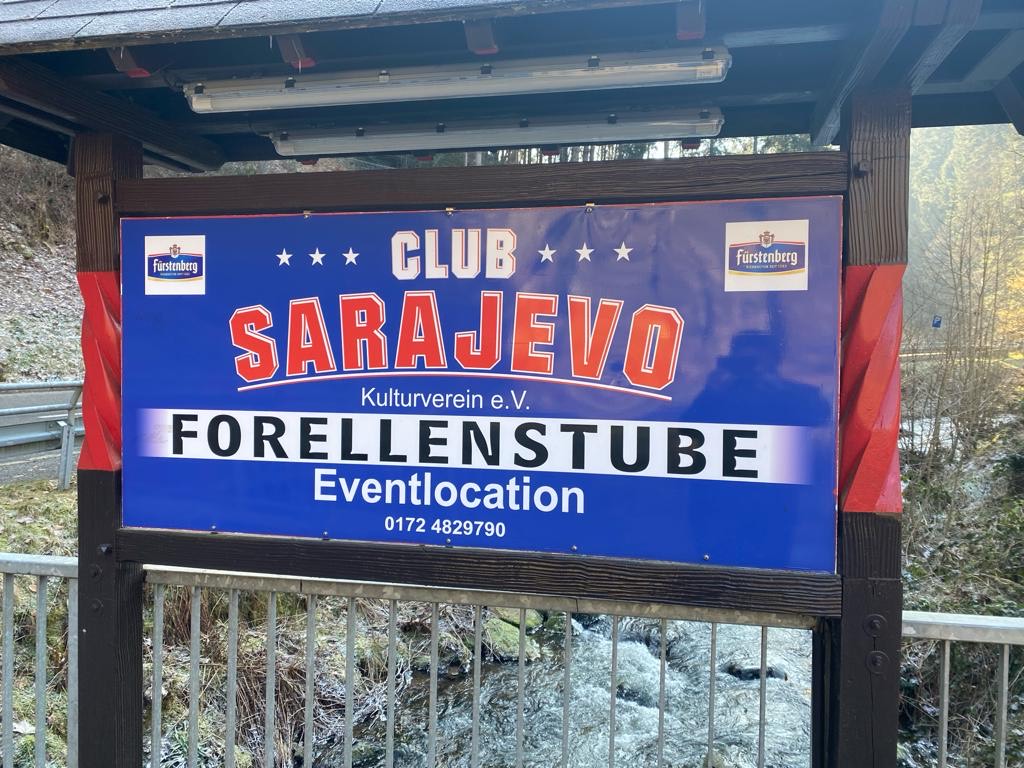 Fürstenberg
CLUB
Fürstenberg
SARAJEVO
Kulturverein e.V.
FORELLENSTUBE
Eventlocation
0172 4829790